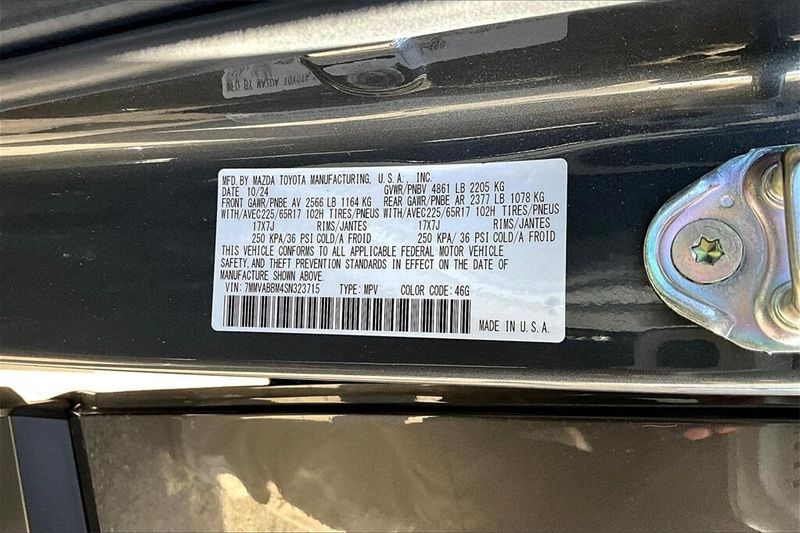 MFD. BY MAZDA TOYOTA MANUFACTURING, U.S.A., INC.
DATE 10/24 GVWR/PNBV 4861 LB 2205 KG
FRONT GAWR/PNBE AV 2566 LB 1164 KG REAR GAWR/PNBE AR 2377 LB 1078 KG
WITH/AVEC225/65R17 102H TIRES/PNEUS WITH/AVEC225/65R17 102H TIRES/PNEUS
17X7J RIMS/JANTES 17X7J RIMS/JANTES
250 KPA/36 PSI COLD/A FROID 250 KPA/ 36 PSI COLD/A FROID
THIS VEHICLE CONFORMS TO ALL APPLICABLE FEDERAL MOTOR VEHICLE
SAFETY, AND THEFT PREVENTION STANDARDS IN EFFECT ON THE DATE OF
MANUFACTURE SHOWN ABOVE.
VIN: 7MMVABBM4SN323715 TYPE: MPV COLOR CODE: 46G
MADE IN U.S.A.